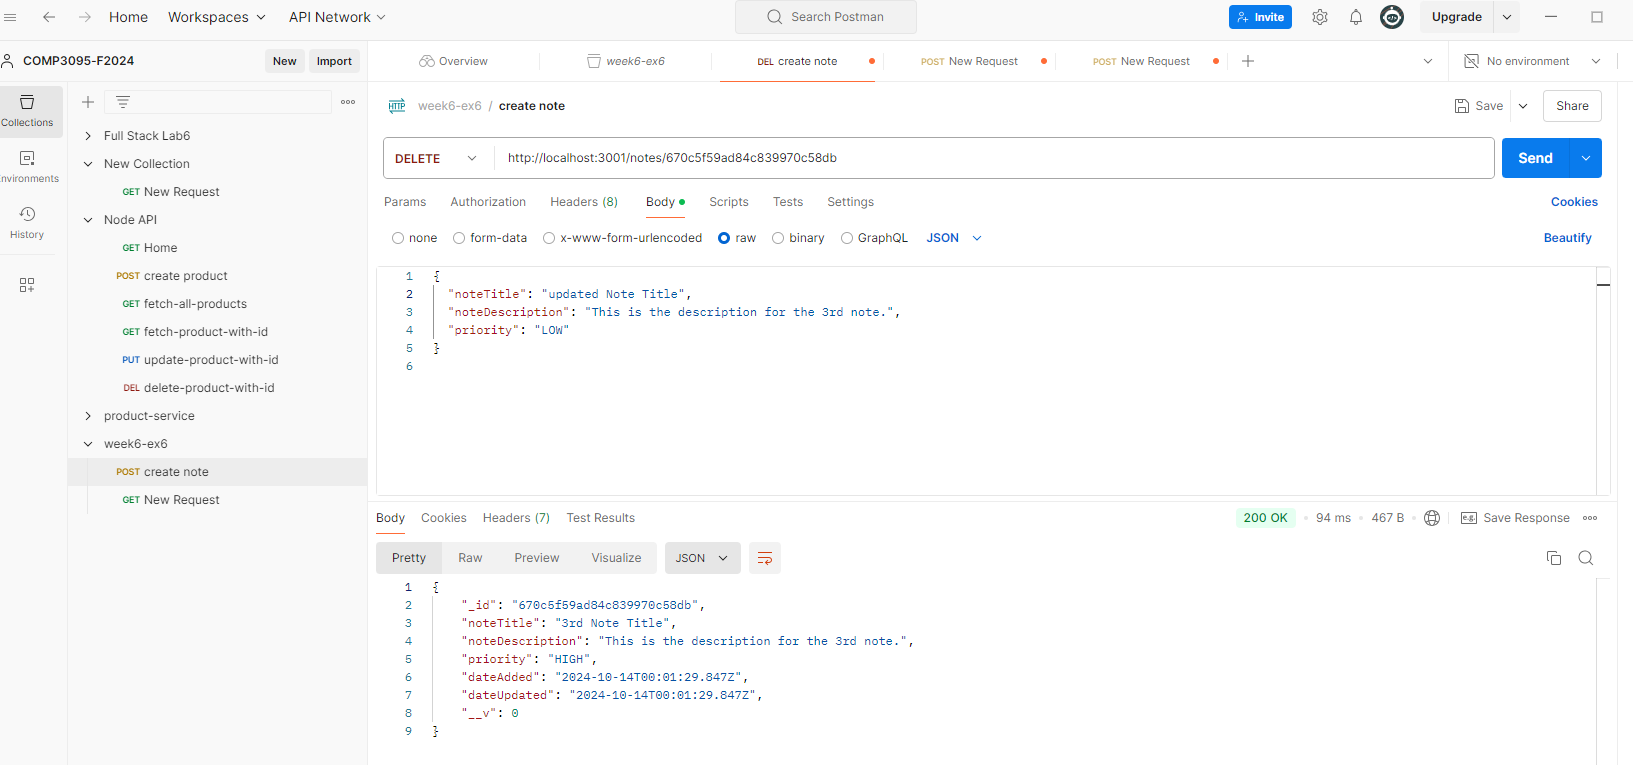 Home Workspaces API Network Search Postman Invite Upgrade
COMP3095-F2024 New Import Overview week6-ex6 DEL create note POST New Request POST New Request No environment
Collections
Environments
History
Full Stack Lab6
New Collection
GET New Request
Node API
GET Home
POST create product
GET fetch-all-products
GET fetch-product-with-id
PUT update-product-with-id
DEL delete-product-with-id
product-service
week6-ex6
POST create note
GET New Request
HTTP week6-ex6 / create note Save Share
DELETE http://localhost:3001/notes/670c5f59ad84c839970c58db Send
Params Authorization Headers (8) Body Scripts Tests Settings Cookies
none form-data x-www-form-urlencoded raw binary GraphQL JSON Beautify
1 {
2 "noteTitle": "updated Note Title",
3 "noteDescription": "This is the description for the 3rd note.",
4 "priority": "LOW"
5 }
6
Body Cookies Headers (7) Test Results 200 OK 94 ms 467 B e.g. Save Response
Pretty Raw Preview Visualize JSON
1 {
2 "_id": "670c5f59ad84c839970c58db",
3 "noteTitle": "3rd Note Title",
4 "noteDescription": "This is the description for the 3rd note.",
5 "priority": "HIGH",
6 "dateAdded": "2024-10-14T00:01:29.847Z",
7 "dateUpdated": "2024-10-14T00:01:29.847Z",
8 "__v": 0
9 }